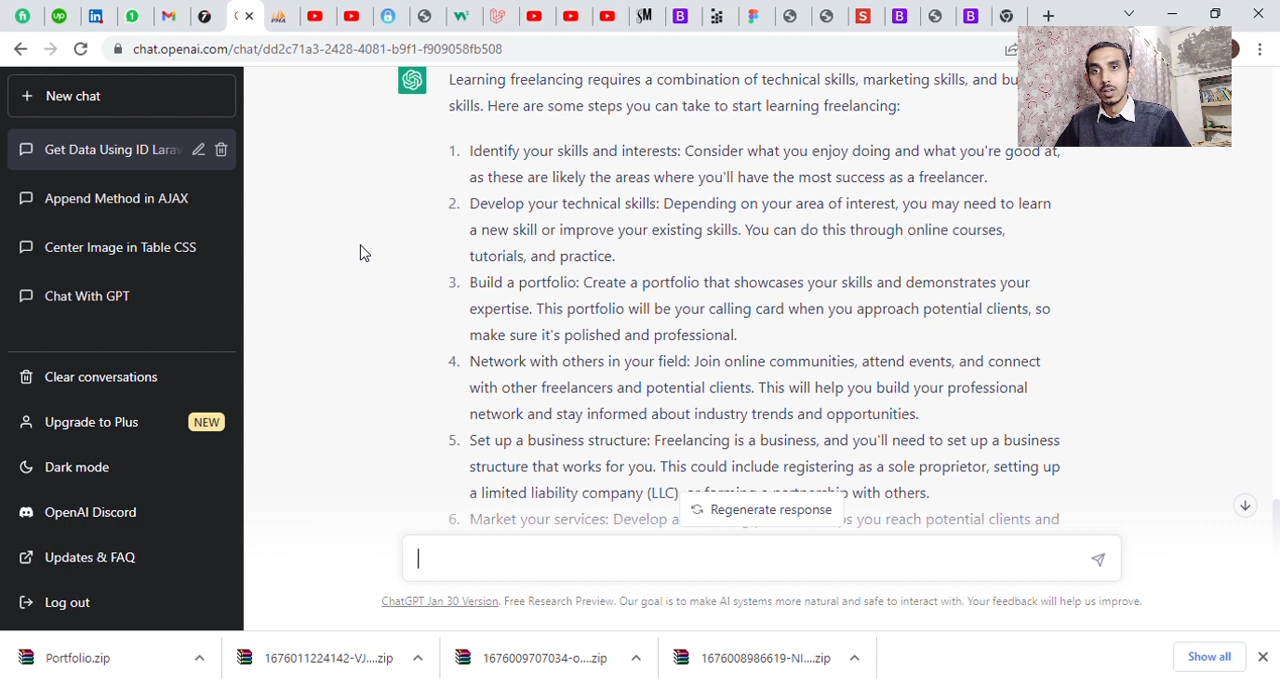 chat.openai.com/chat/dd2c71a3-2428-4081-b9f1-f909058fb508
New chat
Get Data Using ID Larav
Append Method in AJAX
Center Image in Table CSS
Chat With GPT
Clear conversations
Upgrade to Plus NEW
Dark mode
OpenAI Discord
Updates & FAQ
Log out
Learning freelancing requires a combination of technical skills, marketing skills, and bu
skills. Here are some steps you can take to start learning freelancing:
1. Identify your skills and interests: Consider what you enjoy doing and what you're good at,
as these are likely the areas where you'll have the most success as a freelancer.
2. Develop your technical skills: Depending on your area of interest, you may need to learn
a new skill or improve your existing skills. You can do this through online courses,
tutorials, and practice.
3. Build a portfolio: Create a portfolio that showcases your skills and demonstrates your
expertise. This portfolio will be your calling card when you approach potential clients, so
make sure it's polished and professional.
4. Network with others in your field: Join online communities, attend events, and connect
with other freelancers and potential clients. This will help you build your professional
network and stay informed about industry trends and opportunities.
5. Set up a business structure: Freelancing is a business, and you'll need to set up a business
structure that works for you. This could include registering as a sole proprietor, setting up
a limited liability company (LLC), or forming a partnership with others.
6. Market your services: Develop a you reach potential clients and
Regenerate response
ChatGPT Jan 30 Version. Free Research Preview. Our goal is to make AI systems more natural and safe to interact with. Your feedback will help us improve.
Portfolio.zip
1676011224142-VJ....zip
1676009707034-o....zip
1676008986619-NI....zip
Show all